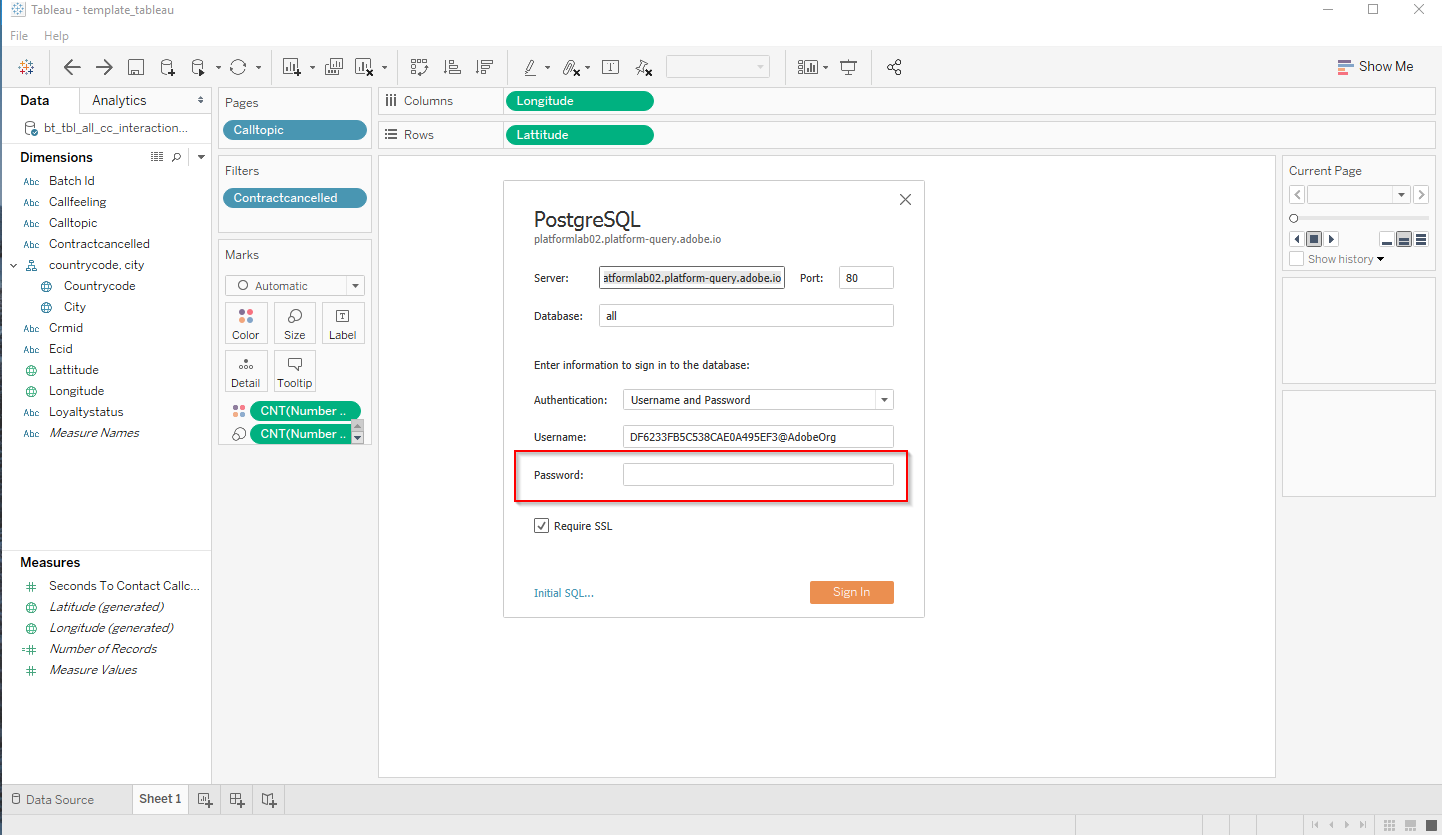 Tableau - template_tableau
File Help
Show Me
Data Analytics
bt_tbl_all_cc_interaction...
Dimensions
Abc Batch Id
Abc Callfeeling
Abc Calltopic
Abc Contractcancelled
countrycode, city
Countrycode
City
Abc Crmid
Abc Ecid
Lattitude
Longitude
Abc Loyaltystatus
Abc Measure Names
Measures
Seconds To Contact Callc...
Latitude (generated)
Longitude (generated)
Number of Records
Measure Values
Pages
Calltopic
Filters
Contractcancelled
Marks
Automatic
Color Size Label
Detail Tooltip
CNT(Number ..
CNT(Number ..
Columns Longitude
Rows Lattitude
PostgreSQL
platformlab02.platform-query.adobe.io
Server: atformlab02.platform-query.adobe.io Port: 80
Database: all
Enter information to sign in to the database:
Authentication: Username and Password
Username: DF6233FB5C538CAE0A495EF3@AdobeOrg
Password:
Require SSL
Initial SQL... Sign In
Current Page
Show history
Data Source Sheet 1